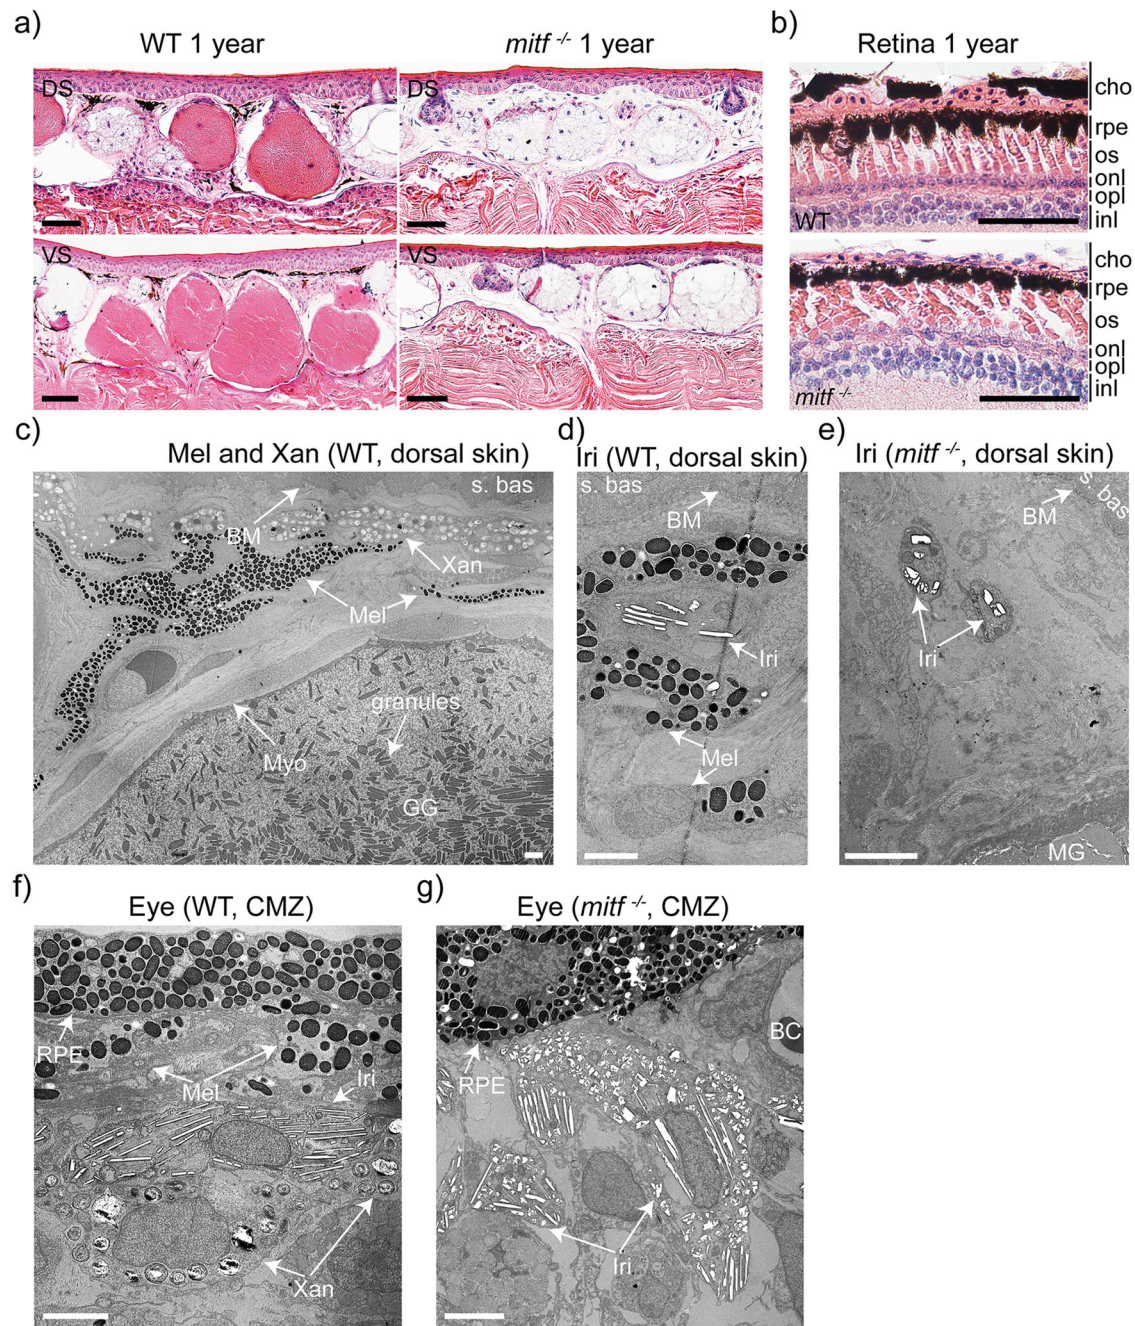 a)
WT 1 year
mitf -/- 1 year
DS
VS
b)
Retina 1 year
cho
rpe
os
onl
opl
inl
WT
cho
rpe
os
onl
opl
inl
mitf -/-
c)
Mel and Xan (WT, dorsal skin)
s. bas
BM
Xan
Mel
granules
Myo
GG
d)
Iri (WT, dorsal skin)
s. bas
BM
Iri
Mel
e)
Iri (mitf -/-, dorsal skin)
s. bas
BM
Iri
MG
f)
Eye (WT, CMZ)
RPE
Mel
Iri
Xan
g)
Eye (mitf -/-, CMZ)
BC
RPE
Iri